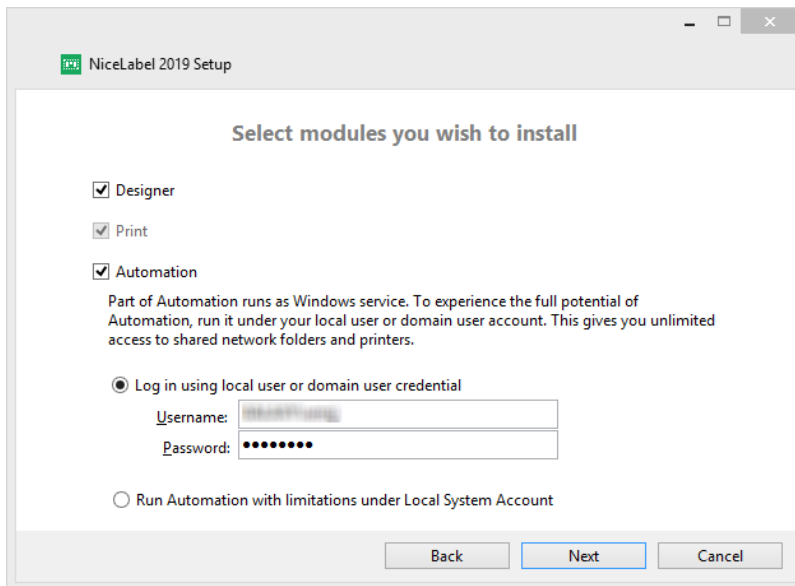 NiceLabel 2019 Setup
Select modules you wish to install
Designer
Print
Automation
Part of Automation runs as Windows service. To experience the full potential of
Automation, run it under your local user or domain user account. This gives you unlimited
access to shared network folders and printers.
Log in using local user or domain user credential
Username:
Password: ●●●●●●●●
Run Automation with limitations under Local System Account
Back Next Cancel